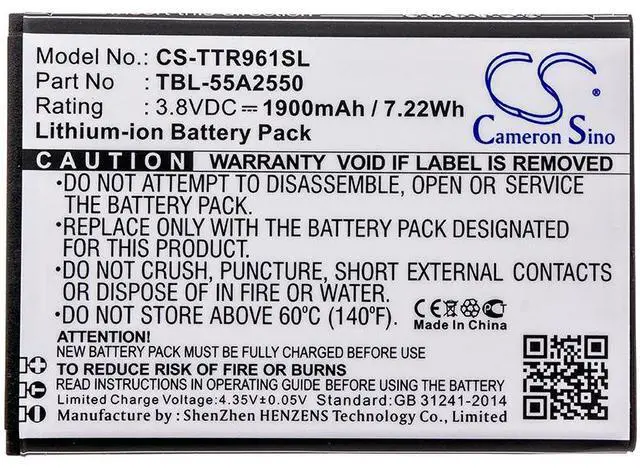 Model No.: CS-TTR961SL
Part No : TBL-55A2550
Rating : 3.8VDC⎓ 1900mAh / 7.22Wh
Lithium-ion Battery Pack
Cameron Sino
®
CAUTION WARRANTY VOID IF LABEL IS REMOVED
•DO NOT ATTEMPT TO DISASSEMBLE, OPEN OR SERVICE
THE BATTERY PACK.
•REPLACE ONLY WITH THE BATTERY PACK DESIGNATED
FOR THIS PRODUCT.
•DO NOT CRUSH, PUNCTURE, SHORT EXTERNAL CONTACTS
OR DISPOSE OF IN FIRE OR WATER.
•DO NOT STORE ABOVE 60°C (140°F).
CE
Made In China
ATTENTION!
NEW BATTERY PACK MUST BE FULLY CHARGED BEFORE USE.
TO REDUCE RISK OF FIRE OR BURNS
READ INSTRUCTIONS IN OPERATING GUIDE BEFORE USE
Limited Charge Voltage: 4.35V±0.05V Standard:GB 31241-2014
Manufacturer by : ShenZhen HENZENS Technology Co., Limited